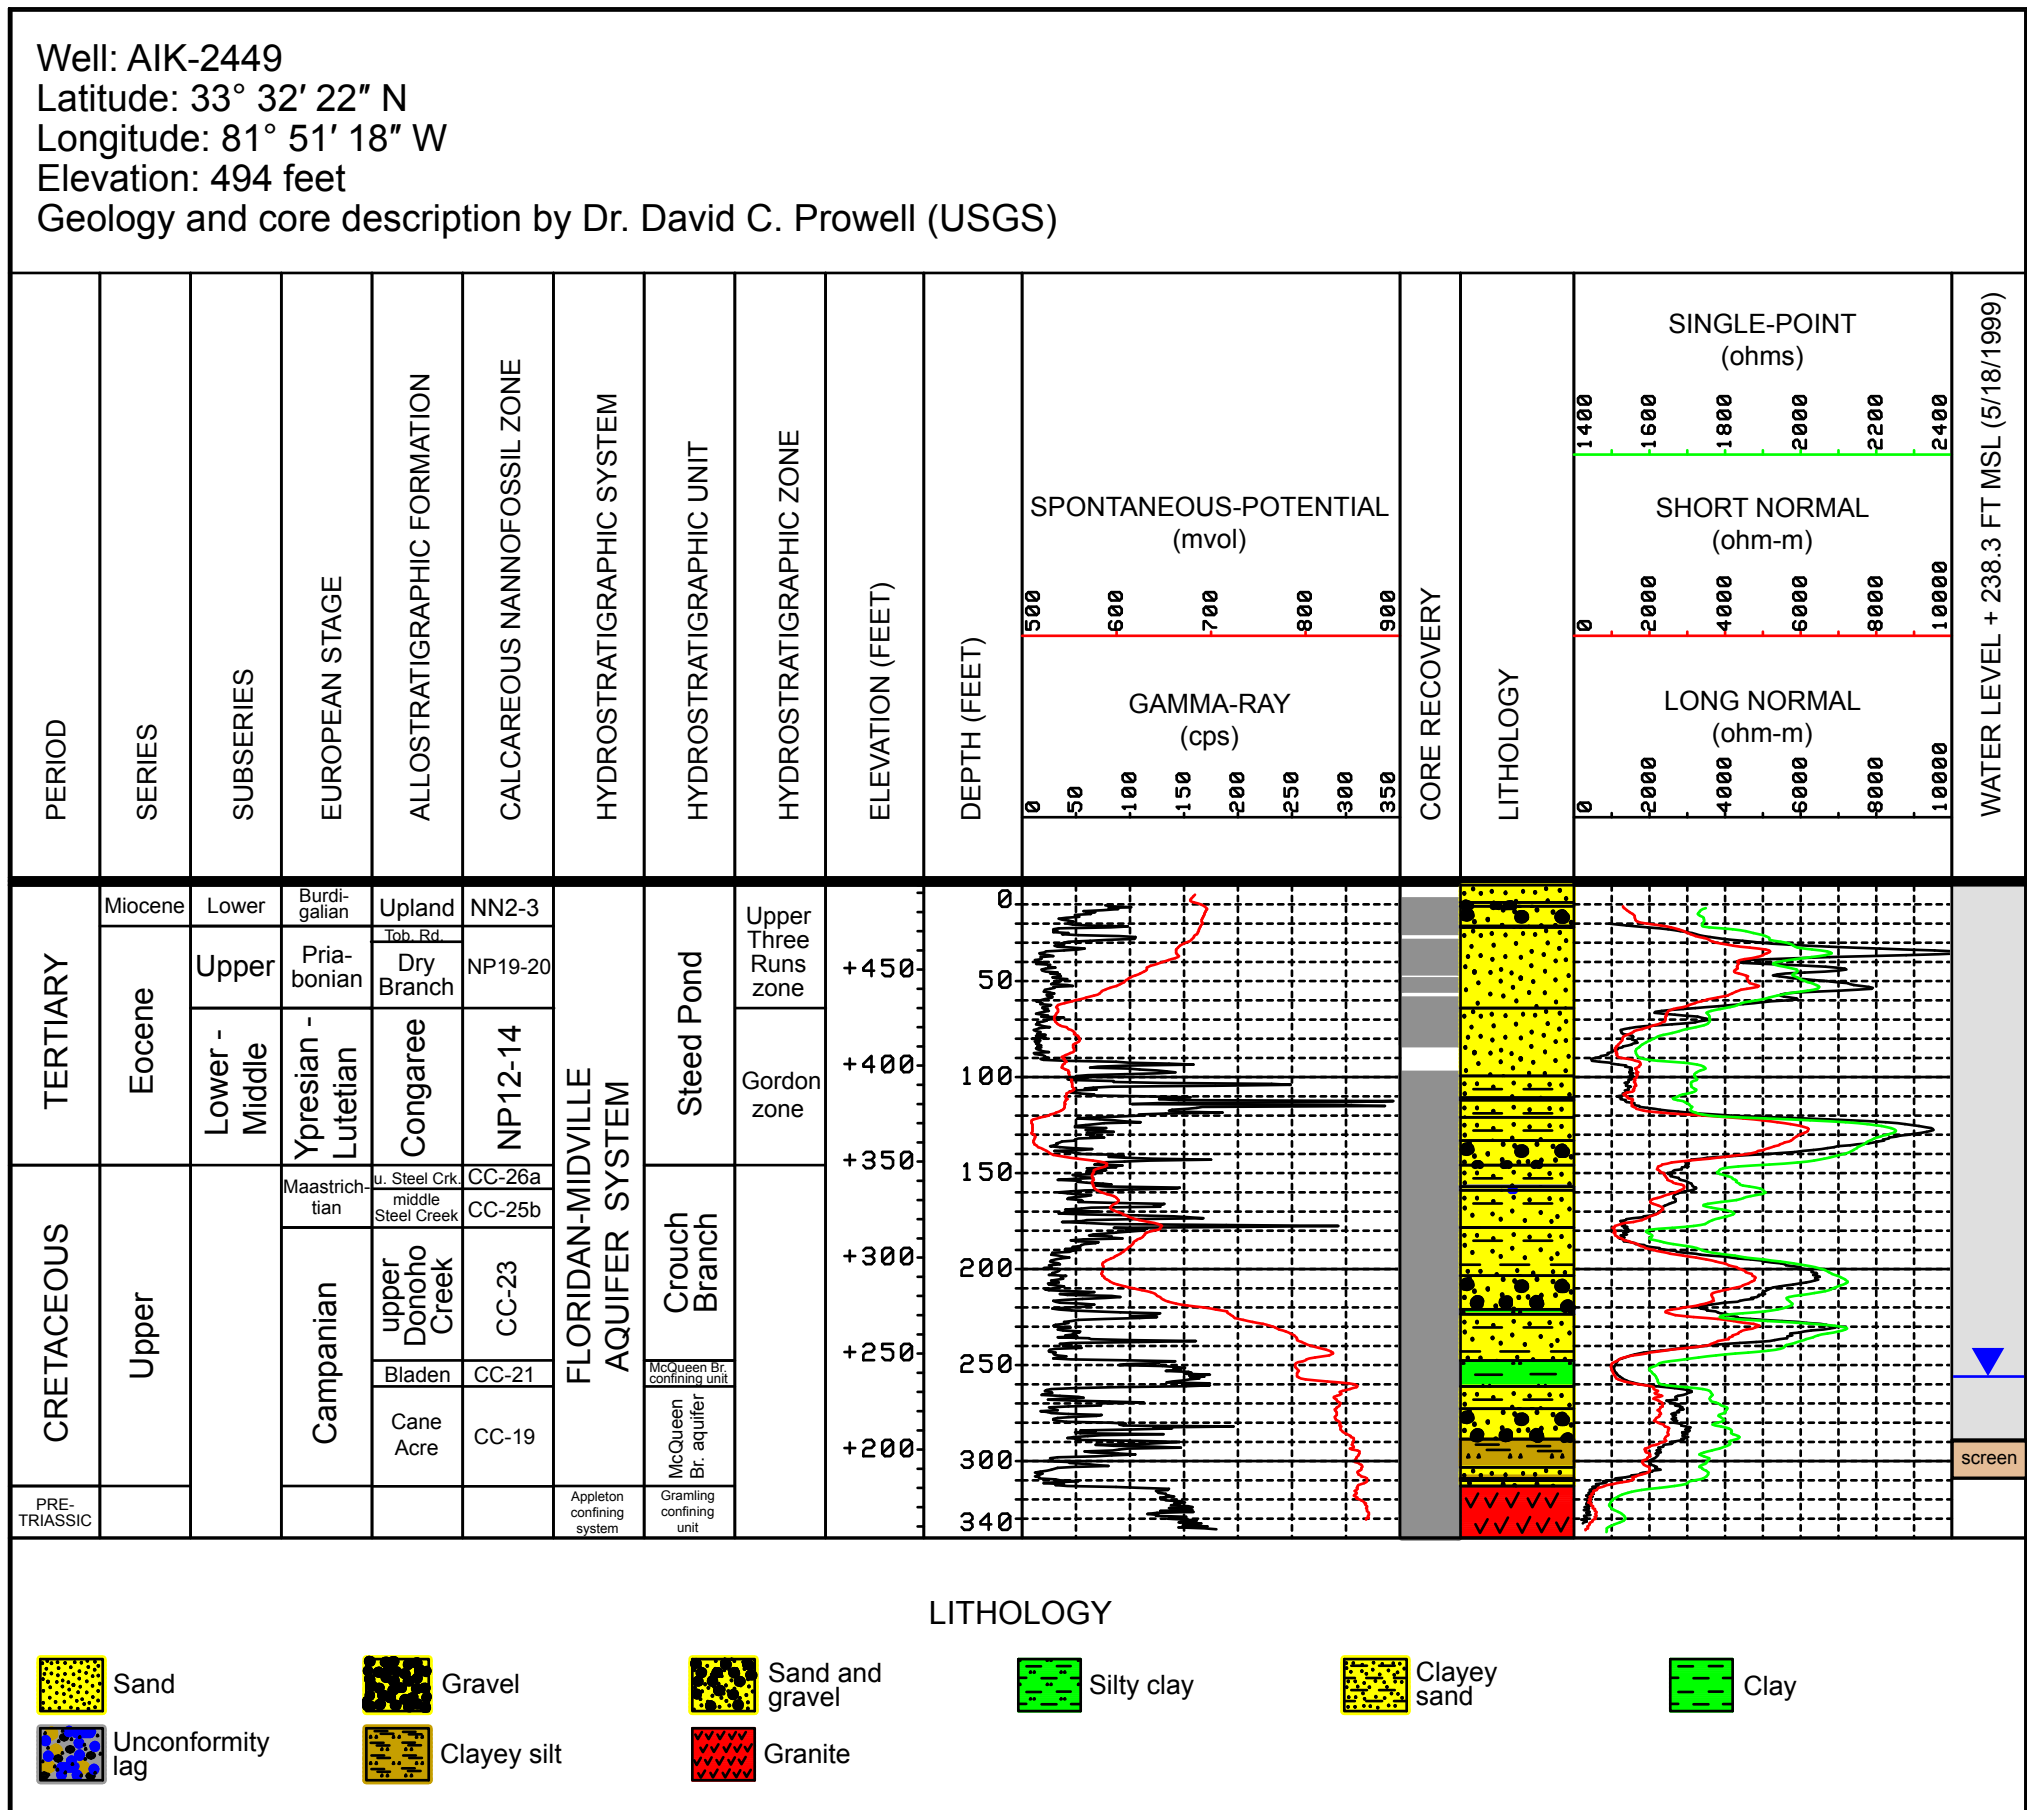 Well: AIK-2449
Latitude: 33° 32′ 22″ N
Longitude: 81° 51′ 18″ W
Elevation: 494 feet
Geology and core description by Dr. David C. Prowell (USGS)
PERIOD
SERIES
SUBSERIES
EUROPEAN STAGE
ALLOSTRATIGRAPHIC FORMATION
CALCAREOUS NANNOFOSSIL ZONE
HYDROSTRATIGRAPHIC SYSTEM
HYDROSTRATIGRAPHIC UNIT
HYDROSTRATIGRAPHIC ZONE
ELEVATION (FEET)
DEPTH (FEET)
SPONTANEOUS-POTENTIAL
(mvol)
500 600 700 800 900
GAMMA-RAY
(cps)
0 50 100 150 200 250 300 350
CORE RECOVERY
LITHOLOGY
SINGLE-POINT
(ohms)
1400 1600 1800 2000 2200 2400
SHORT NORMAL
(ohm-m)
0 20000 4000 6000 8000 10000
LONG NORMAL
(ohm-m)
0 2000 4000 6000 8000 10000
WATER LEVEL + 238.3 FT MSL (5/18/1999)
TERTIARY
CRETACEOUS
PRE-
TRIASSIC
Miocene
Eocene
Upper
Lower
Upper
Lower -
Middle
Burdi-
galian
Pria-
bonian
Ypresian -
Lutetian
Maastrich-
tian
Campanian
Upland
Tob. Rd.
Dry
Branch
Congaree
u. Steel Crk.
middle
Steel Creek
upper
Donoho
Creek
Bladen
Cane
Acre
NN2-3
NP19-20
NP12-14
CC-26a
CC-25b
CC-23
CC-21
CC-19
FLORIDAN-MIDVILLE
AQUIFER SYSTEM
Appleton
confining
system
Steed Pond
Crouch
Branch
McQueen Br.
confining unit
McQueen
Br. aquifer
Gramling
confining
unit
Upper
Three
Runs
zone
Gordon
zone
+450
+400
+350
+300
+250
+200
0
50
100
150
200
250
300
340
screen
LITHOLOGY
Sand
Gravel
Sand and
gravel
Silty clay
Clayey
sand
Clay
Unconformity
lag
Clayey silt
Granite